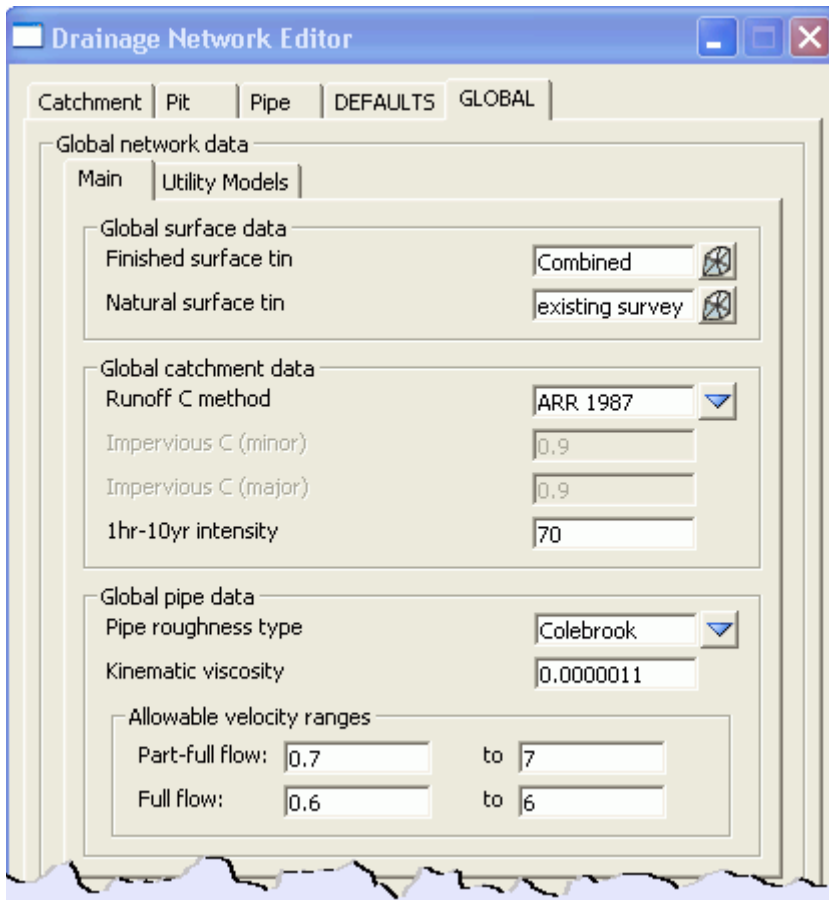 Drainage Network Editor
Catchment Pit Pipe DEFAULTS GLOBAL
Global network data
Main Utility Models
Global surface data
Finished surface tin Combined
Natural surface tin existing survey
Global catchment data
Runoff C method ARR 1987
Impervious C (minor) 0.9
Impervious C (major) 0.9
1hr-10yr intensity 70
Global pipe data
Pipe roughness type Colebrook
Kinematic viscosity 0.0000011
Allowable velocity ranges
Part-full flow: 0.7 to 7
Full flow: 0.6 to 6